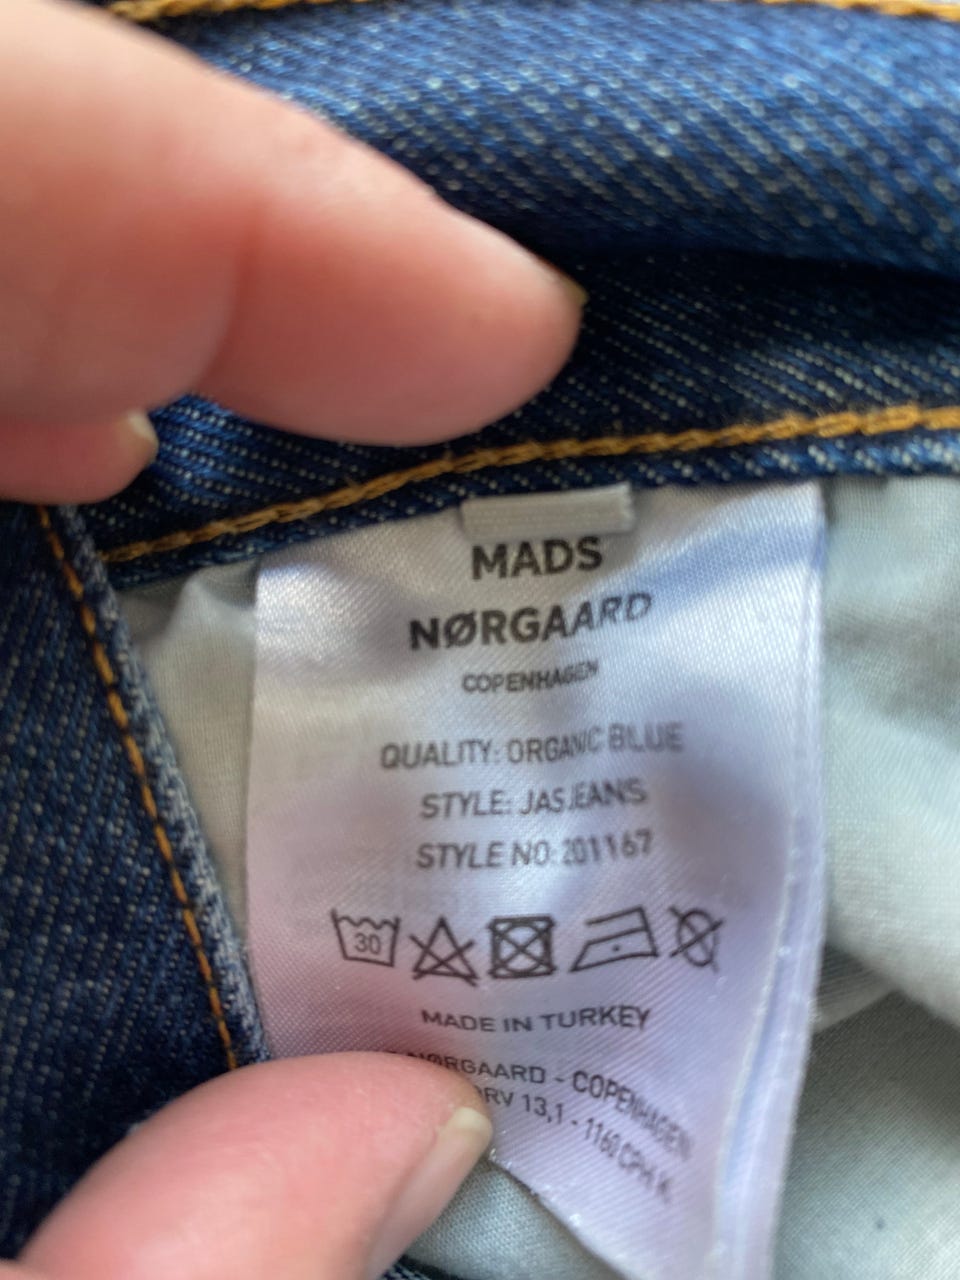 MADS
NØRGAARD
COPENHAGEN
QUALITY: ORGANIC BLUE
STYLE: JAS JEANS
STYLE NO: 201167
30
MADE IN TURKEY
NØRGAARD - COPENHAGEN
13,1 - 1160 CPH K